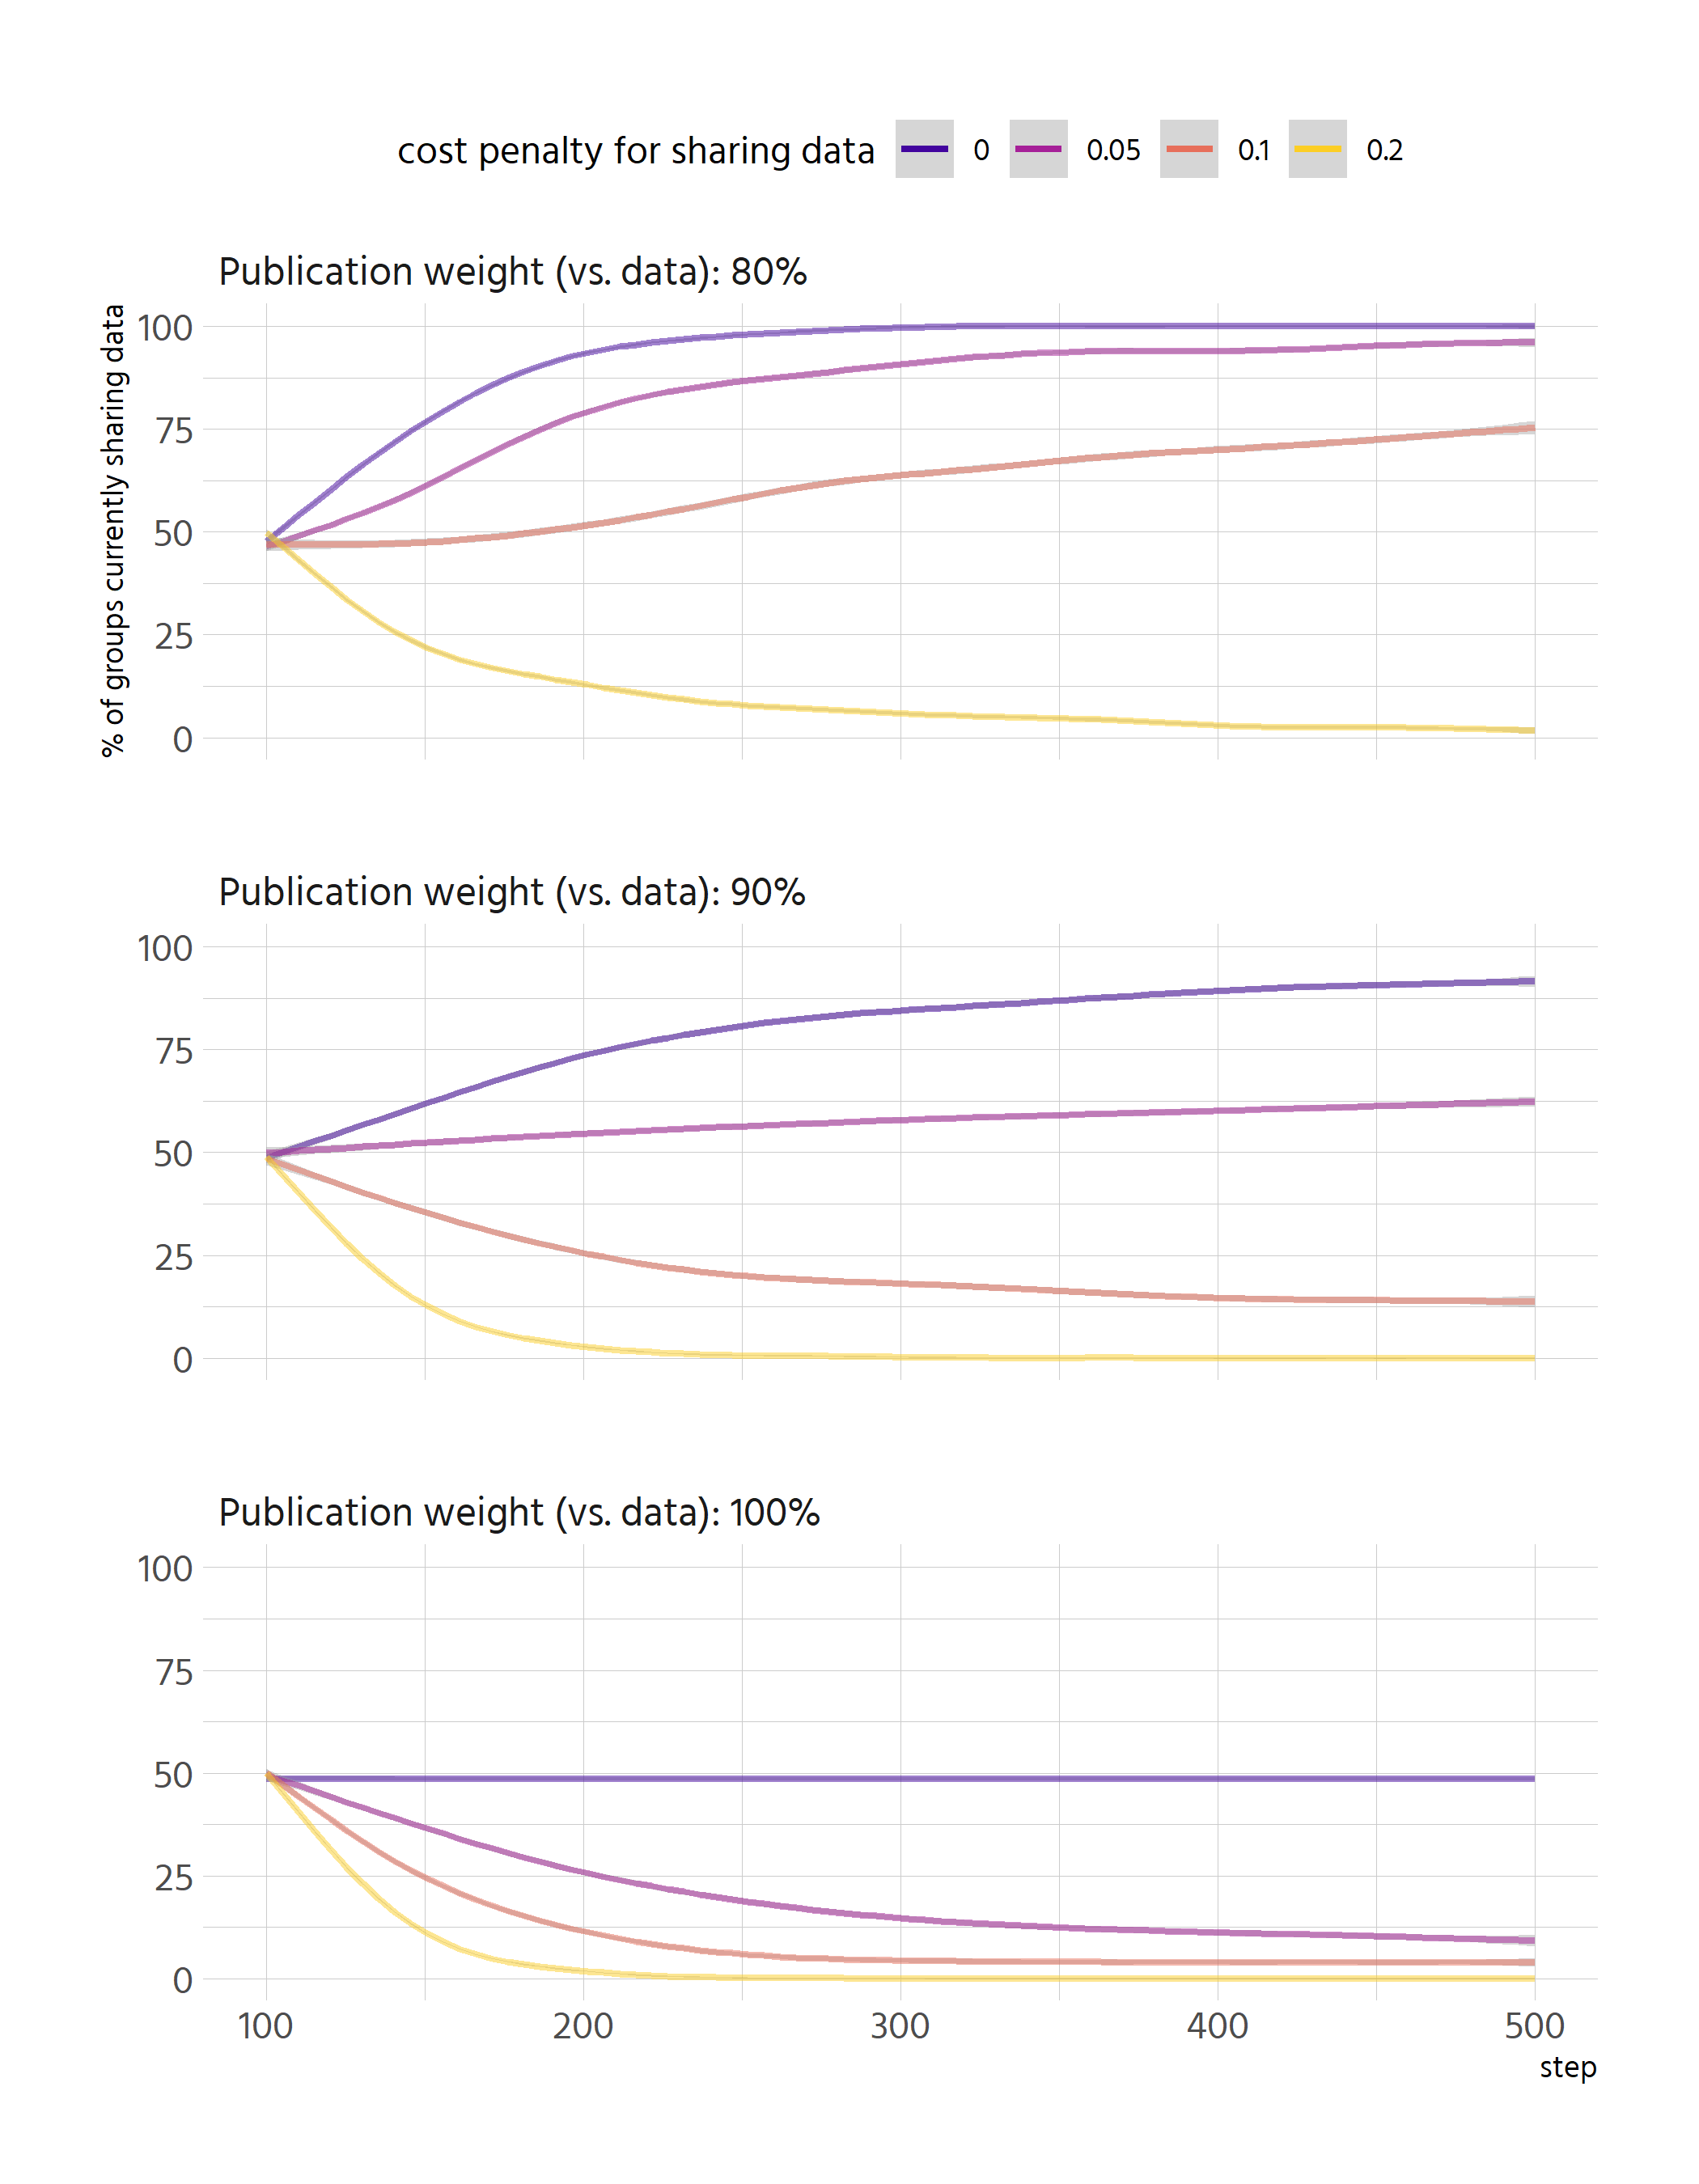 cost penalty for sharing data 0 0.05 0.1 0.2
Publication weight (vs. data): 80%
% of groups currently sharing data
100
75
50
25
0
Publication weight (vs. data): 90%
100
75
50
25
0
Publication weight (vs. data): 100%
100
75
50
25
0
100 200 300 400 500
step